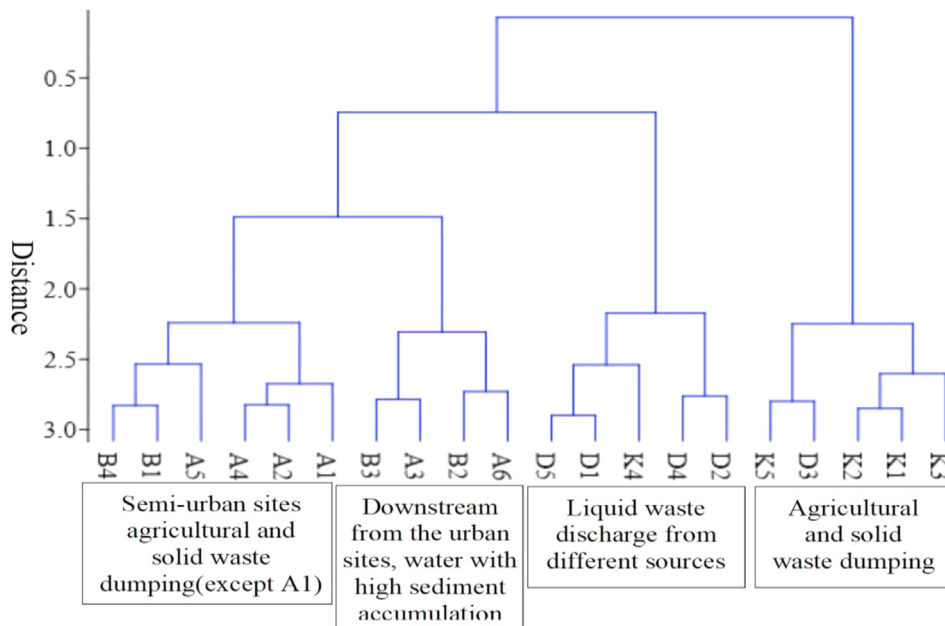 0.5
1.0
1.5
2.0
2.5
3.0
Distance
B4 B1 A5 A4 A2 A1 B3 A3 B2 A6 D5 D1 K4 D4 D2 K5 D3 K2 K1 K3
Semi-urban sites
agricultural and
solid waste
dumping(except A1)
Downstream
from the urban
sites, water with
high sediment
accumulation
Liquid waste
discharge from
different sources
Agricultural
and solid
waste dumping